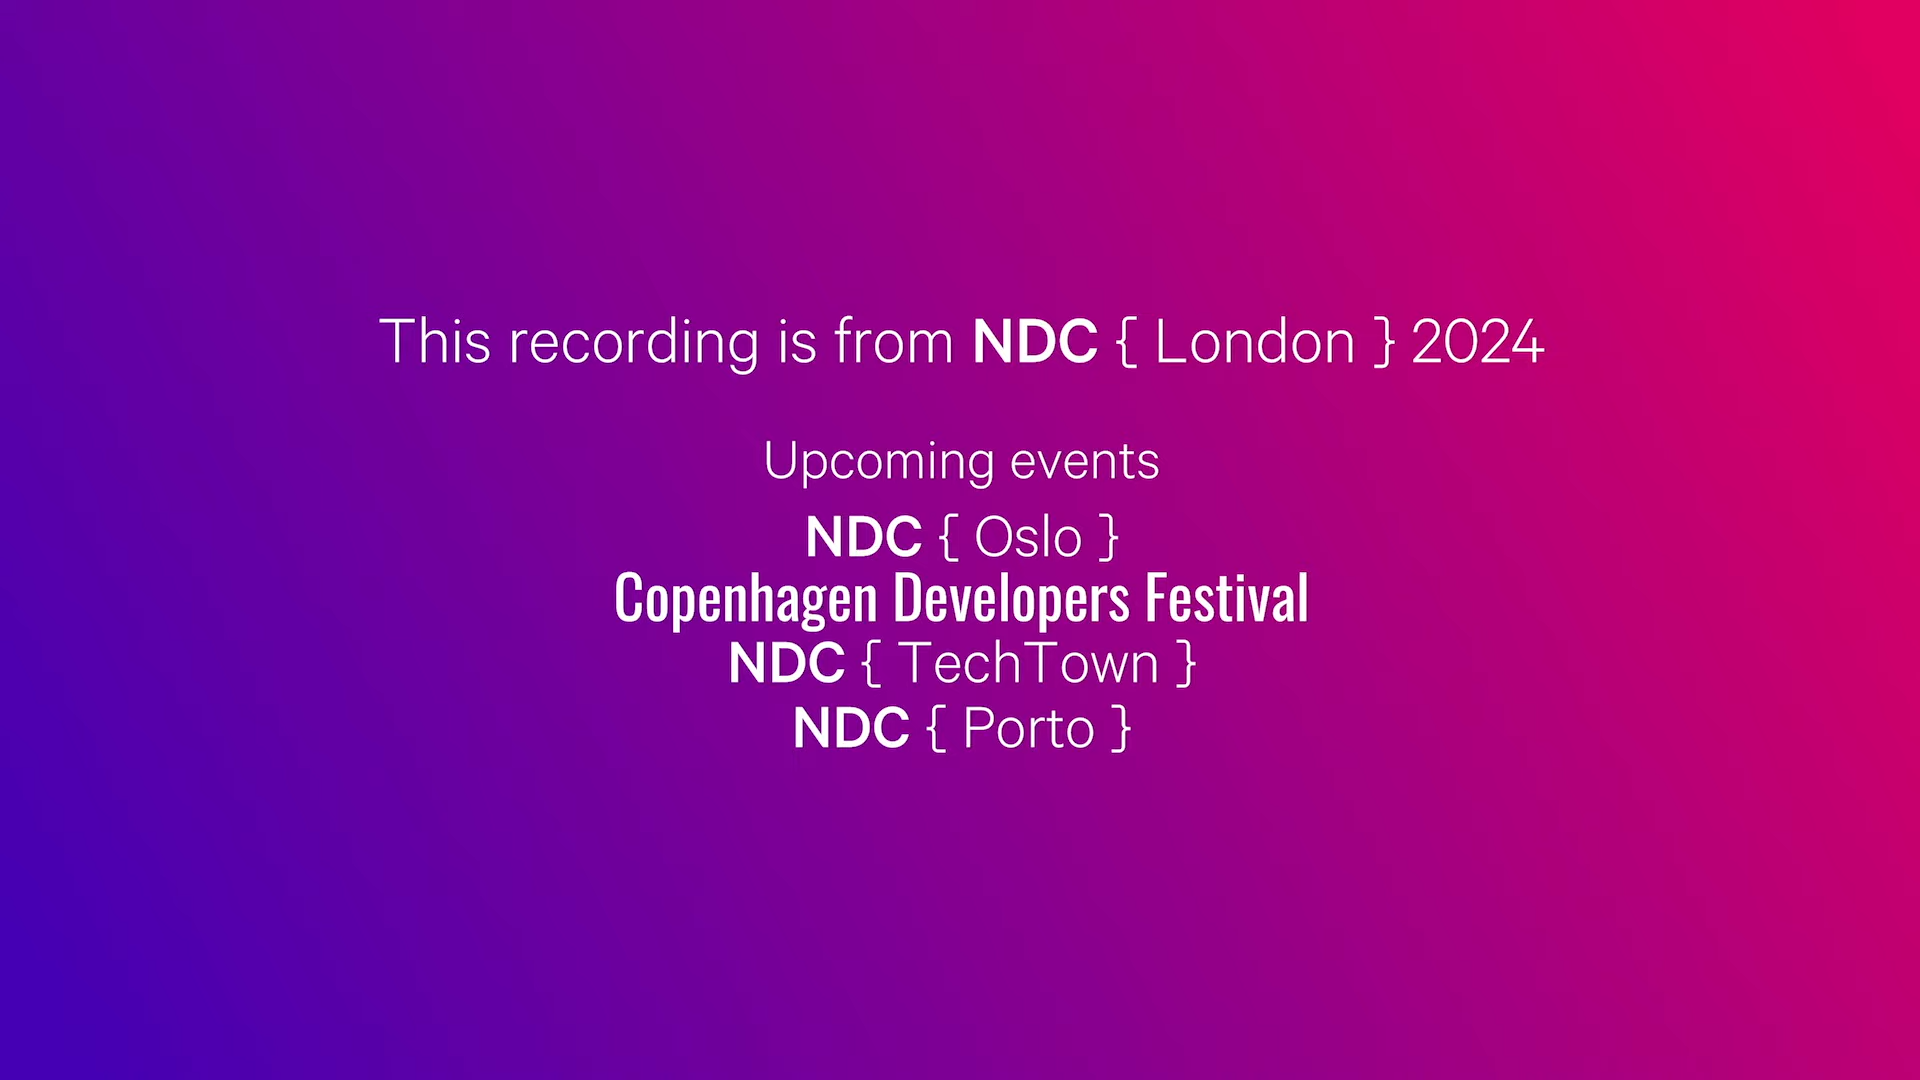 This recording is from NDC { London } 2024
Upcoming events
NDC { Oslo }
Copenhagen Developers Festival
NDC { TechTown }
NDC { Porto }